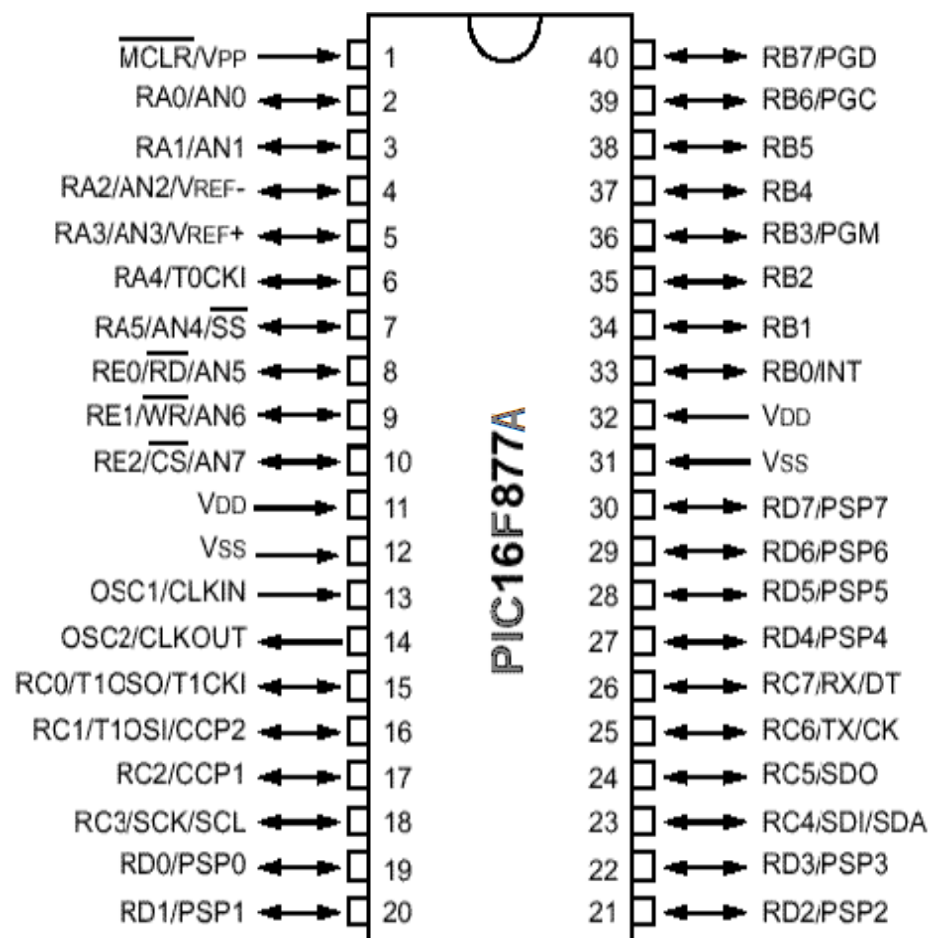 MCLR/VPP 1 40 RB7/PGD
RA0/AN0 2 39 RB6/PGC
RA1/AN1 3 38 RB5
RA2/AN2/VREF- 4 37 RB4
RA3/AN3/VREF+ 5 36 RB3/PGM
RA4/T0CKI 6 35 RB2
RA5/AN4/SS 7 34 RB1
RE0/RD/AN5 8 33 RB0/INT
RE1/WR/AN6 9 32 VDD
RE2/CS/AN7 10 31 VSS
VDD 11 30 RD7/PSP7
VSS 12 29 RD6/PSP6
OSC1/CLKIN 13 28 RD5/PSP5
OSC2/CLKOUT 14 27 RD4/PSP4
RC0/T1OSO/T1CKI 15 26 RC7/RX/DT
RC1/T1OSI/CCP2 16 25 RC6/TX/CK
RC2/CCP1 17 24 RC5/SDO
RC3/SCK/SCL 18 23 RC4/SDI/SDA
RD0/PSP0 19 22 RD3/PSP3
RD1/PSP1 20 21 RD2/PSP2
PIC16F877A